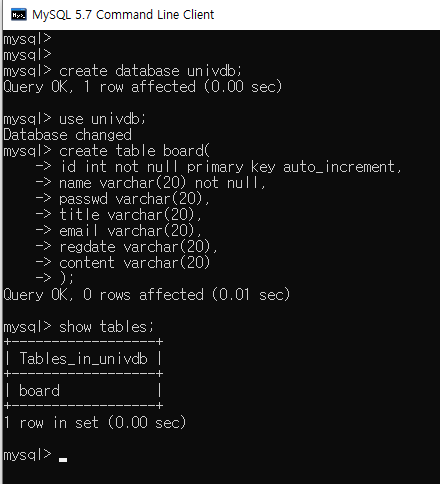 MySQL 5.7 Command Line Client
mysql>
mysql>
mysql> create database univdb;
Query OK, 1 row affected (0.00 sec)
mysql> use univdb;
Database changed
mysql> create table board(
    -> id int not null primary key auto_increment,
    -> name varchar(20) not null,
    -> passwd varchar(20),
    -> title varchar(20),
    -> email varchar(20),
    -> regdate varchar(20),
    -> content varchar(20)
    -> );
Query OK, 0 rows affected (0.01 sec)
mysql> show tables;
+------------------+
| Tables_in_univdb |
+------------------+
| board            |
+------------------+
1 row in set (0.00 sec)
mysql>